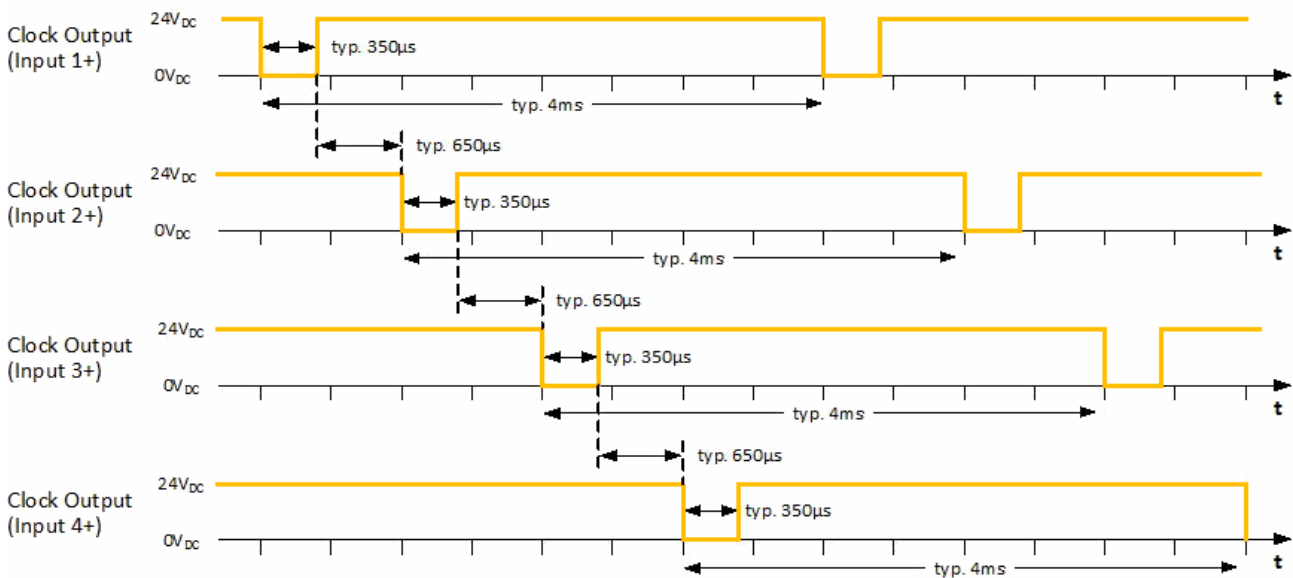 24VDC
Clock Output
(Input 1+)
typ. 350µs
0VDC
typ. 4ms
t
typ. 650µs
24VDC
Clock Output
(Input 2+)
typ. 350µs
0VDC
typ. 4ms
t
typ. 650µs
24VDC
Clock Output
(Input 3+)
typ. 350µs
0VDC
typ. 4ms
t
typ. 650µs
24VDC
Clock Output
(Input 4+)
typ. 350µs
0VDC
typ. 4ms
t